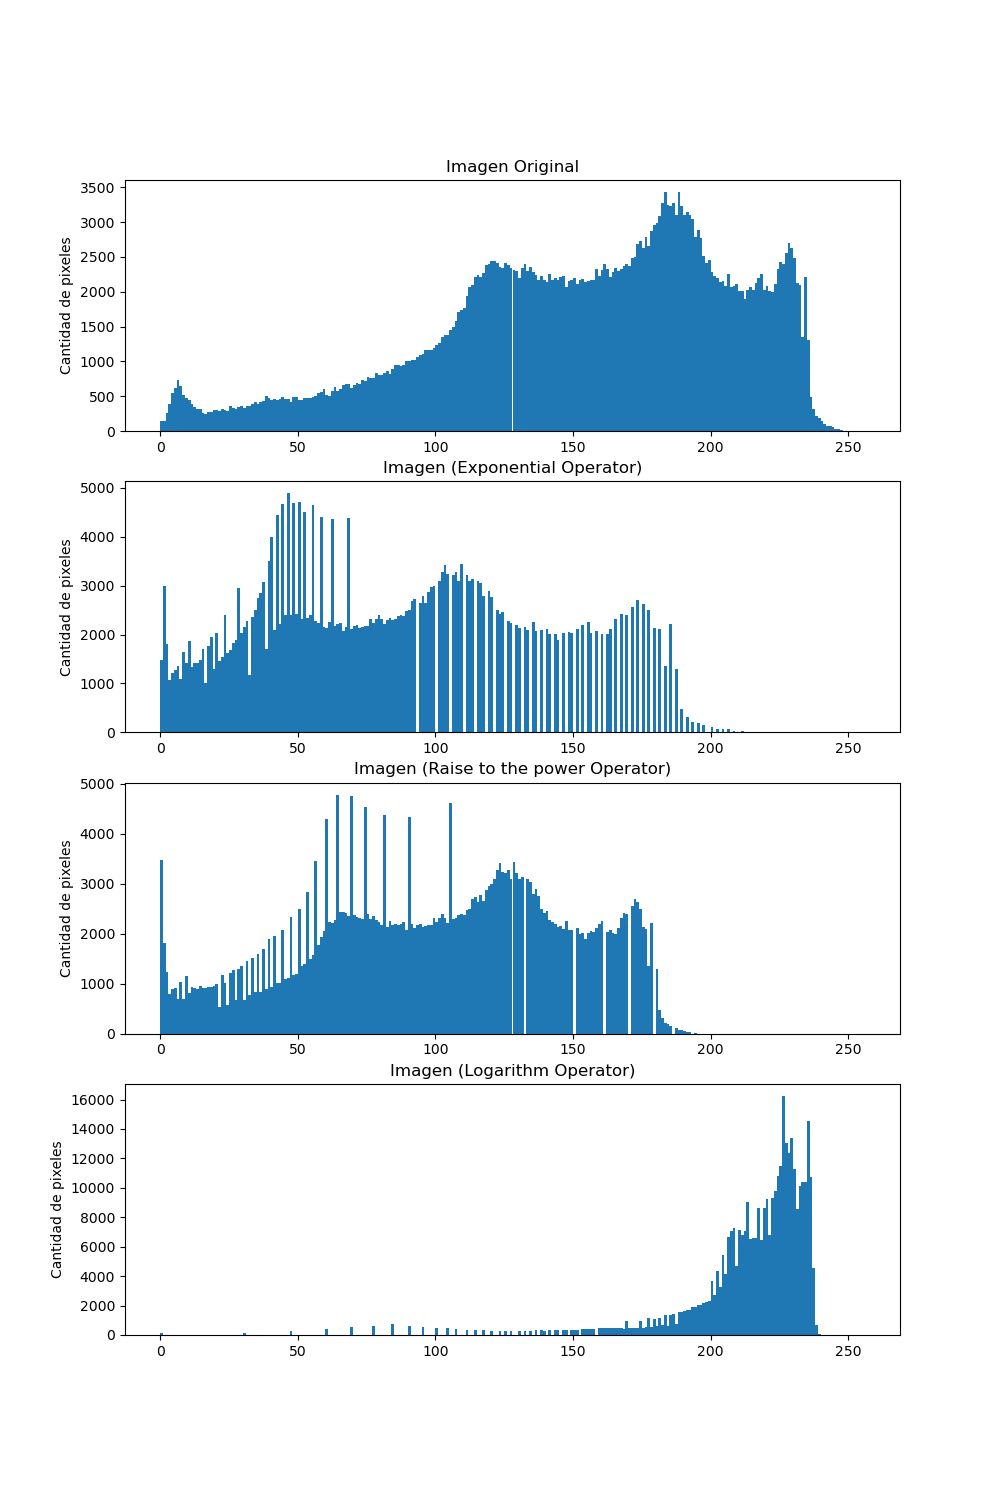 Imagen Original
Cantidad de pixeles
3500
3000
2500
2000
1500
1000
500
0
0 50 100 150 200 250
Imagen (Exponential Operator)
Cantidad de pixeles
5000
4000
3000
2000
1000
0
0 50 100 150 200 250
Imagen (Raise to the power Operator)
Cantidad de pixeles
5000
4000
3000
2000
1000
0
0 50 100 150 200 250
Imagen (Logarithm Operator)
Cantidad de pixeles
16000
14000
12000
10000
8000
6000
4000
2000
0
0 50 100 150 200 250